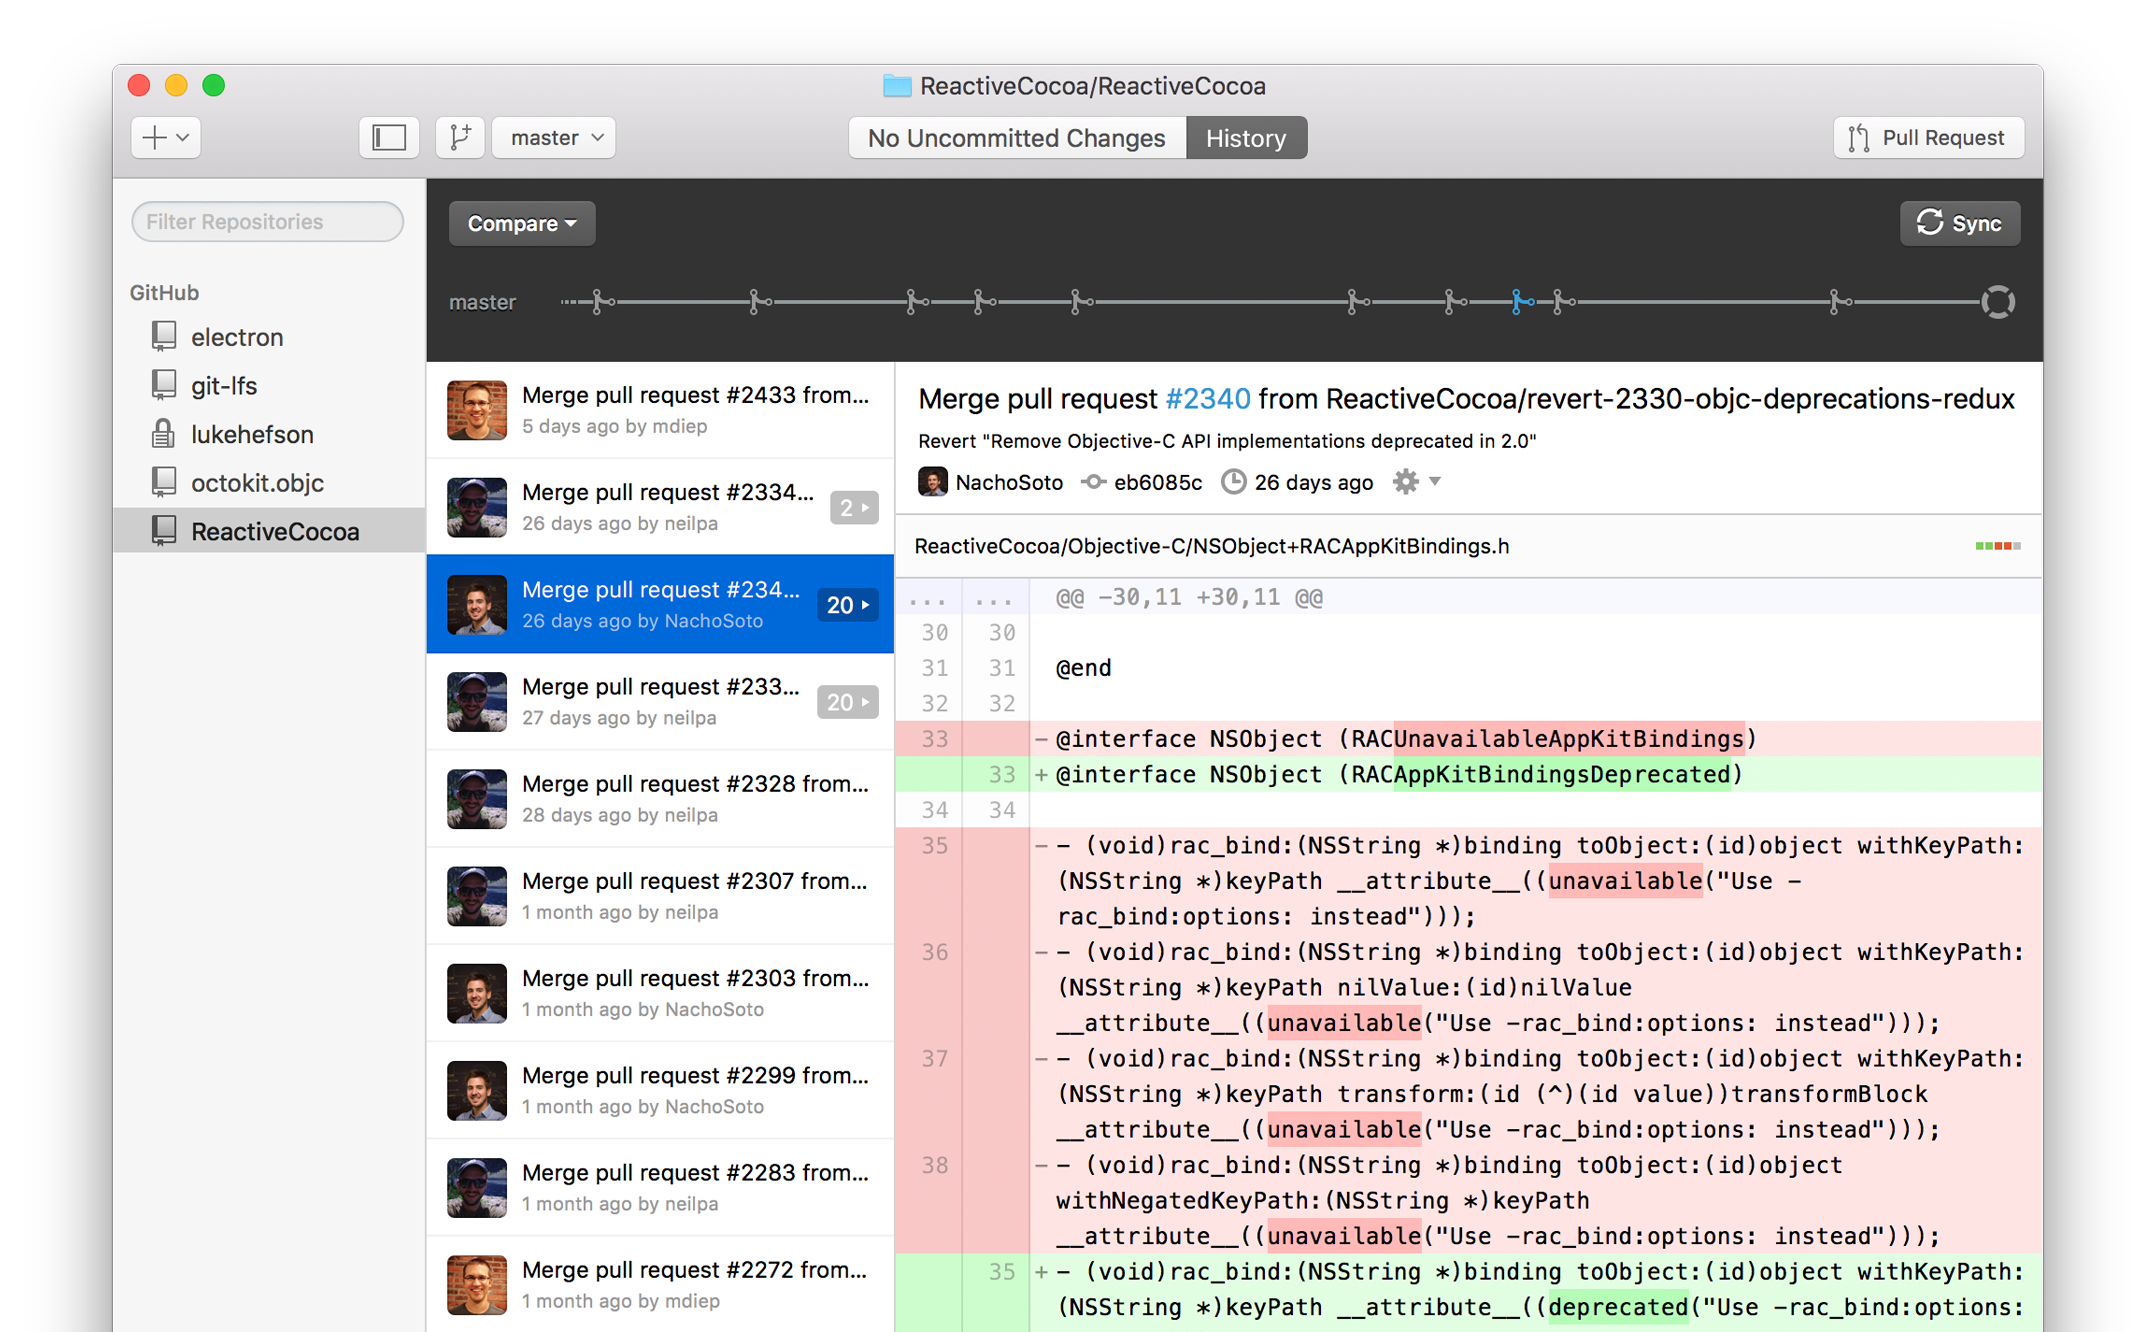 ReactiveCocoa/ReactiveCocoa
master
No Uncommitted Changes
History
Pull Request
Filter Repositories
GitHub
electron
git-lfs
lukehefson
octokit.objc
ReactiveCocoa
Compare
Sync
master
Merge pull request #2433 from...
5 days ago by mdiep
Merge pull request #2334...
26 days ago by neilpa
2
Merge pull request #234...
26 days ago by NachoSoto
20
Merge pull request #233...
27 days ago by neilpa
20
Merge pull request #2328 from...
28 days ago by neilpa
Merge pull request #2307 from...
1 month ago by neilpa
Merge pull request #2303 from...
1 month ago by NachoSoto
Merge pull request #2299 from...
1 month ago by NachoSoto
Merge pull request #2283 from...
1 month ago by neilpa
Merge pull request #2272 from...
1 month ago by mdiep
Merge pull request #2340 from ReactiveCocoa/revert-2330-objc-deprecations-redux
Revert "Remove Objective-C API implementations deprecated in 2.0"
NachoSoto eb6085c 26 days ago
ReactiveCocoa/Objective-C/NSObject+RACAppKitBindings.h
... ... @@ -30,11 +30,11 @@
30 30
31 31 @end
32 32
33 -@interface NSObject (RACUnavailableAppKitBindings)
33 +@interface NSObject (RACAppKitBindingsDeprecated)
34 34
35 -- (void)rac_bind:(NSString *)binding toObject:(id)object withKeyPath:
(NSString *)keyPath __attribute__((unavailable("Use -
rac_bind:options: instead")));
36 -- (void)rac_bind:(NSString *)binding toObject:(id)object withKeyPath:
(NSString *)keyPath nilValue:(id)nilValue
__attribute__((unavailable("Use -rac_bind:options: instead")));
37 -- (void)rac_bind:(NSString *)binding toObject:(id)object withKeyPath:
(NSString *)keyPath transform:(id (^)(id value))transformBlock
__attribute__((unavailable("Use -rac_bind:options: instead")));
38 -- (void)rac_bind:(NSString *)binding toObject:(id)object
withNegatedKeyPath:(NSString *)keyPath
__attribute__((unavailable("Use -rac_bind:options: instead")));
35 +- (void)rac_bind:(NSString *)binding toObject:(id)object withKeyPath:
(NSString *)keyPath __attribute__((deprecated("Use -rac_bind:options: